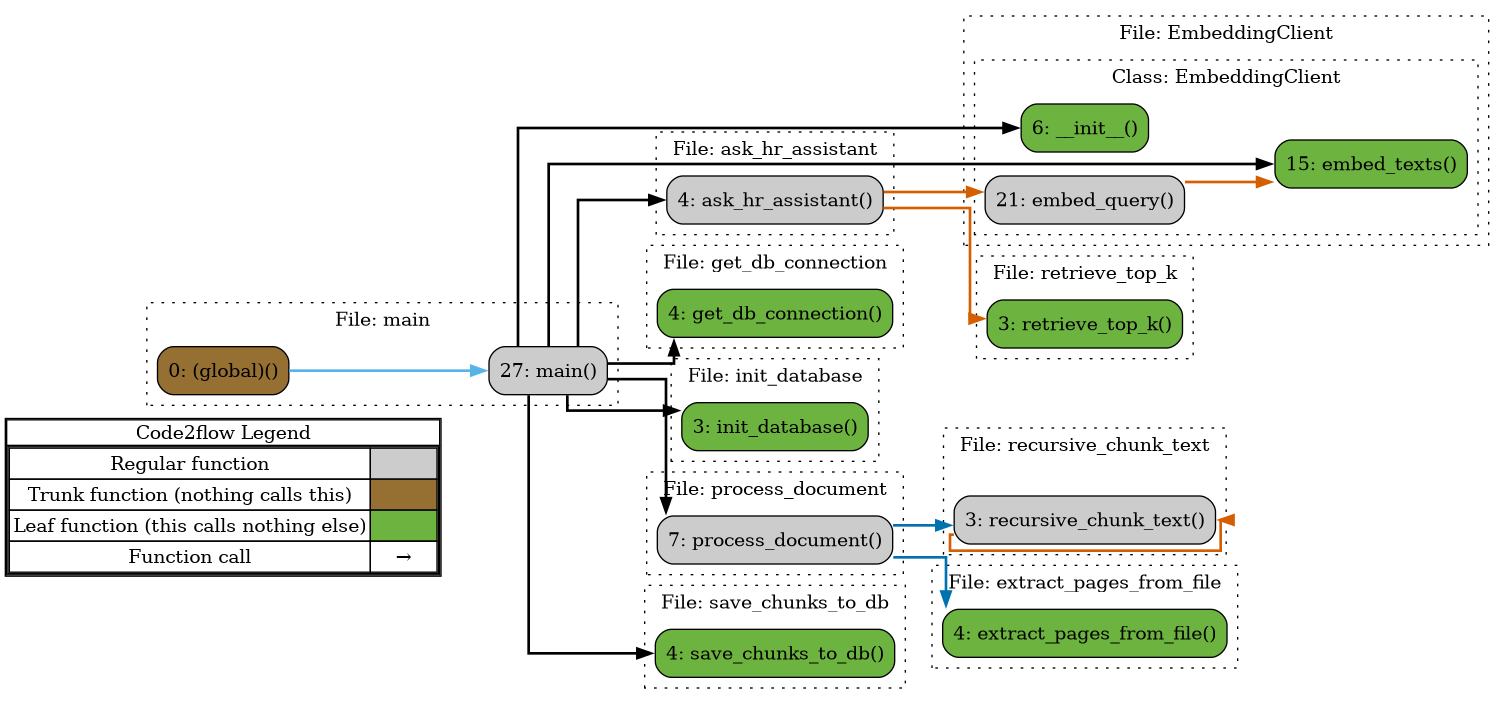 File: EmbeddingClient
Class: EmbeddingClient
6: __init__()
File: ask_hr_assistant
15: embed_texts()
4: ask_hr_assistant()
21: embed_query()
File: get_db_connection
File: retrieve_top_k
4: get_db_connection()
3: retrieve_top_k()
File: main
0: (global)()
27: main()
File: init_database
3: init_database()
Code2flow Legend
Regular function
Trunk function (nothing calls this)
Leaf function (this calls nothing else)
Function call →
File: recursive_chunk_text
File: process_document
3: recursive_chunk_text()
7: process_document()
File: extract_pages_from_file
File: save_chunks_to_db
4: extract_pages_from_file()
4: save_chunks_to_db()